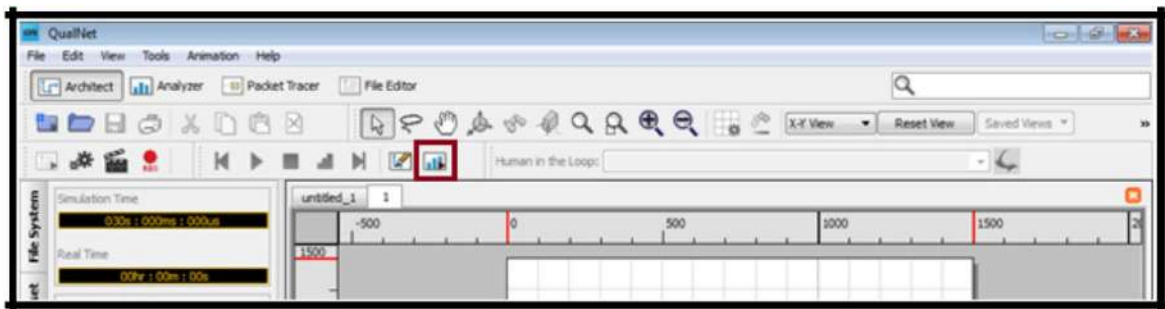 QualNet
File Edit View Tools Animation Help
Architect Analyzer Packet Tracer File Editor
X-Y View Reset View Saved Views »
REC Human in the Loop:
File System
Simulation Time
030s : 000ms : 000us
Real Time
00hr : 00m : 00s
untitled_1 1
-500 0 500 1000 1500
1500